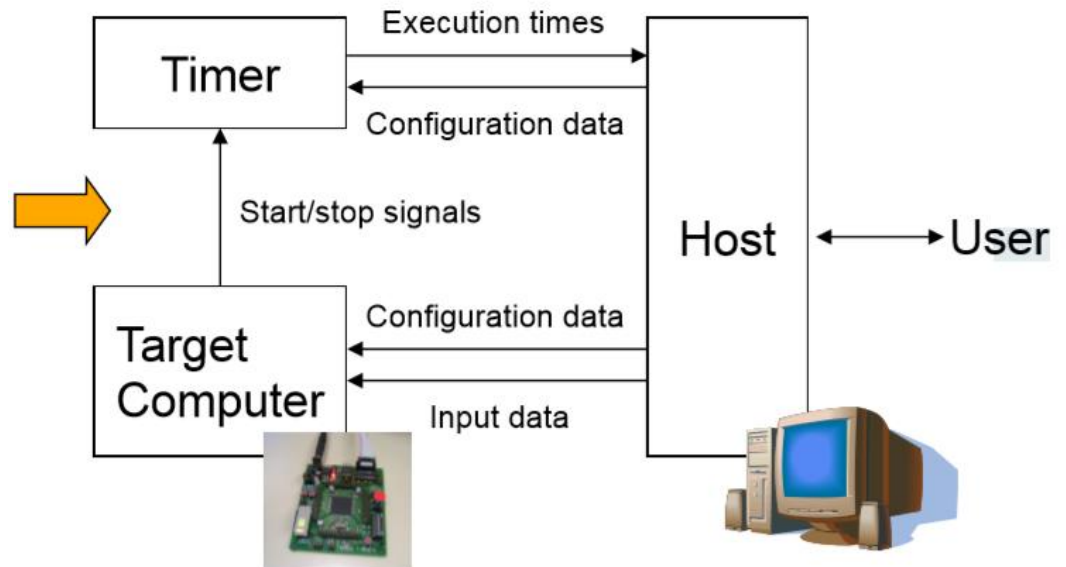 Execution times
Timer
Configuration data
Start/stop signals
Host
User
Configuration data
Target
Computer
Input data